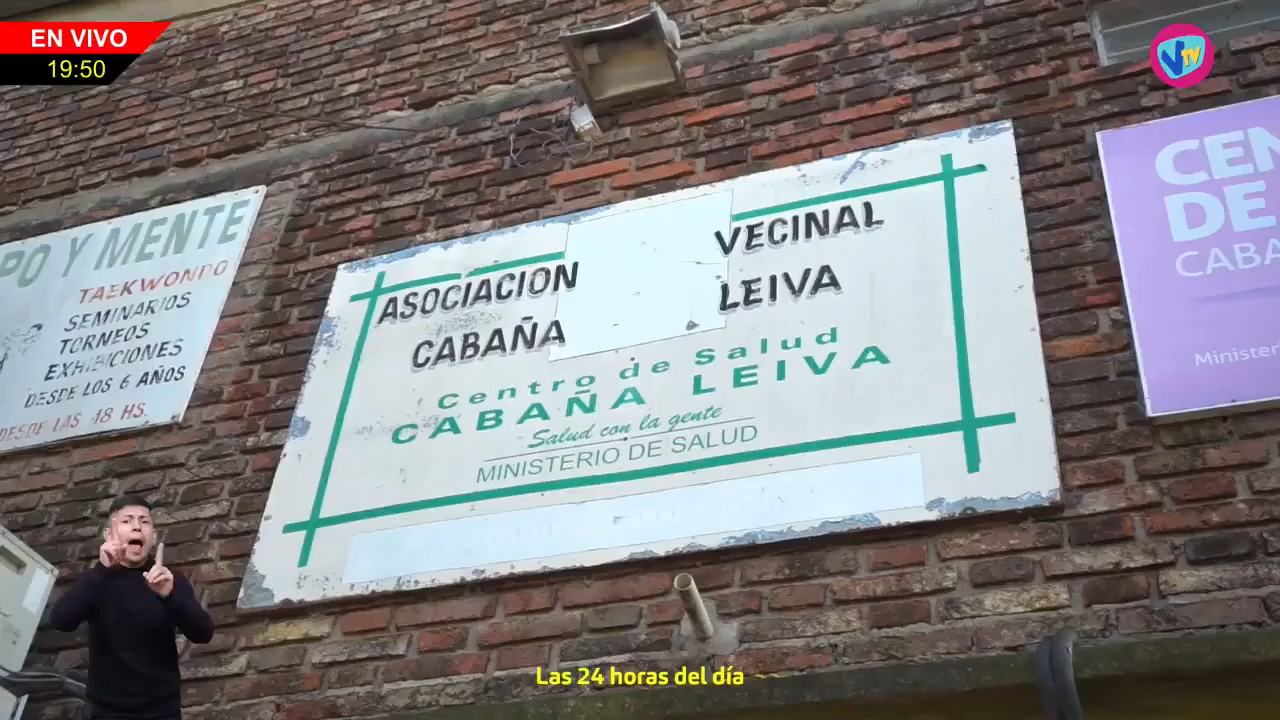 EN VIVO
19:50
VTV
PO Y MENTE
TAEKWONDO
SEMINARIOS
TORNEOS
EXHIBICIONES
DESDE LOS 6 AÑOS
DESDE LAS 18 HS.
ASOCIACION VECINAL
CABAÑA LEIVA
Centro de Salud
CABAÑA LEIVA
Salud con la gente
MINISTERIO DE SALUD
CEN
DE
CABA
Minister
Las 24 horas del día